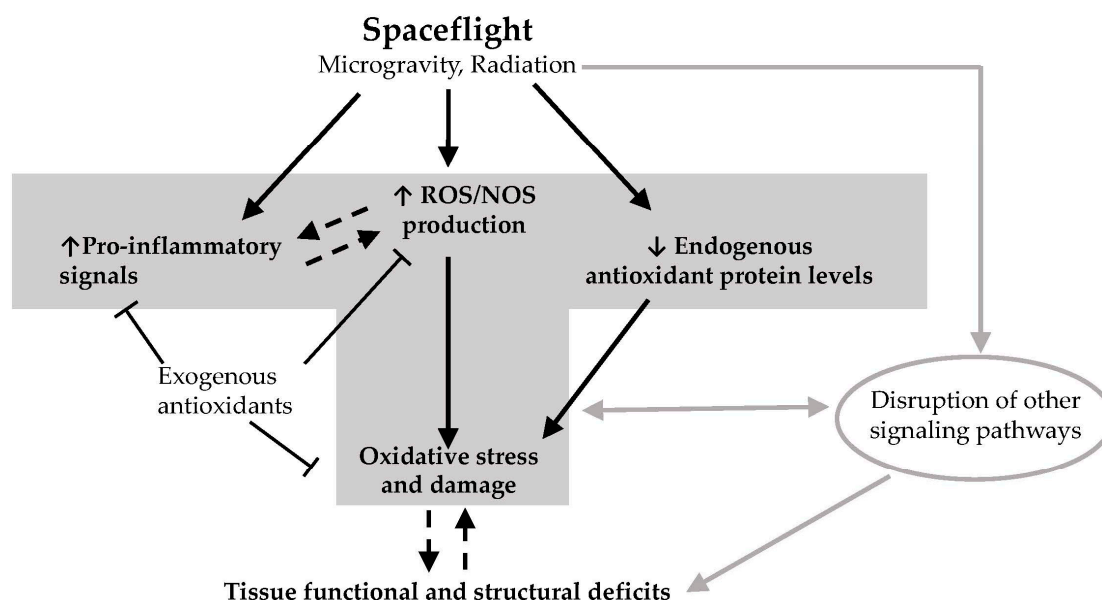 Spaceflight
Microgravity, Radiation
↑ ROS/NOS
production
↑Pro-inflammatory
signals
↓ Endogenous
antioxidant protein levels
Exogenous
antioxidants
Disruption of other
signaling pathways
Oxidative stress
and damage
Tissue functional and structural deficits